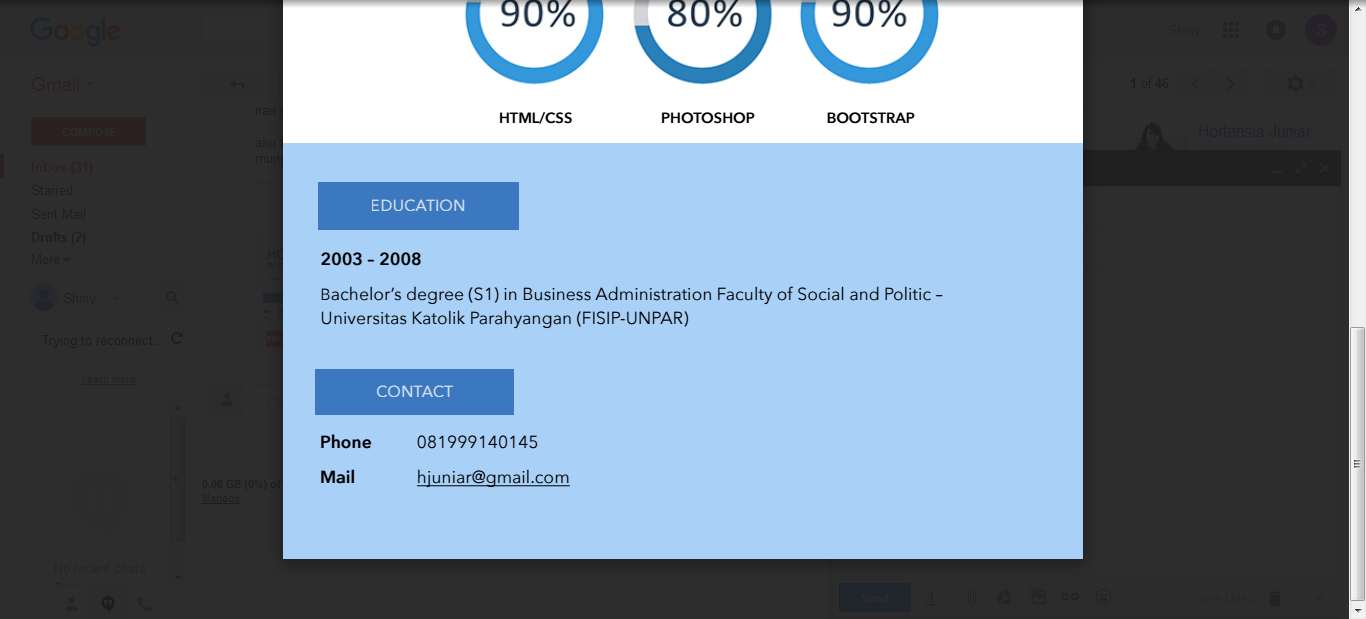 Google
Shiny
S
Gmail
1 of 46
COMPOSE
Inbox (31)
Starred
Sent Mail
Drafts (2)
More
Shiny
Trying to reconnect...
Learn more
nan
aku
Hortensia Juniar
90%
80%
90%
HTML/CSS
PHOTOSHOP
BOOTSTRAP
EDUCATION
2003 – 2008
Bachelor’s degree (S1) in Business Administration Faculty of Social and Politic –
Universitas Katolik Parahyangan (FISIP-UNPAR)
CONTACT
Phone 081999140145
Mail hjuniar@gmail.com
0.06 GB (0%) of
Manage
No recent chats
Send